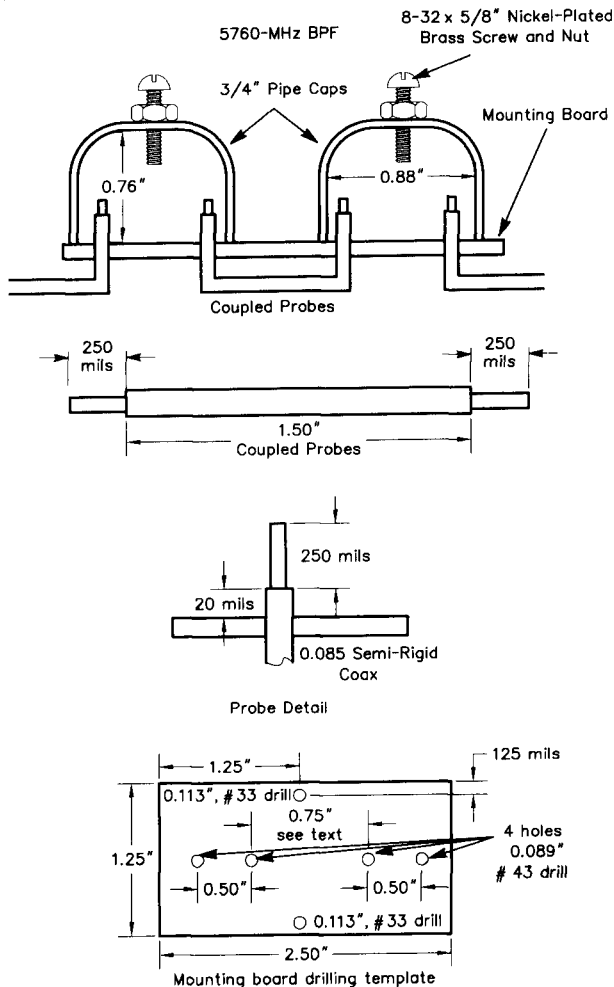 5760-MHz BPF
8-32 x 5/8" Nickel-Plated
Brass Screw and Nut
3/4" Pipe Caps
Mounting Board
0.76"
0.88"
Coupled Probes
250
mils
250
mils
1.50"
Coupled Probes
250 mils
20 mils
0.085 Semi-Rigid
Coax
Probe Detail
1.25"
125 mils
0.113", #33 drill
0.75"
see text
1.25"
4 holes
0.089"
#43 drill
0.50"
0.50"
0.113", #33 drill
2.50"
Mounting board drilling template